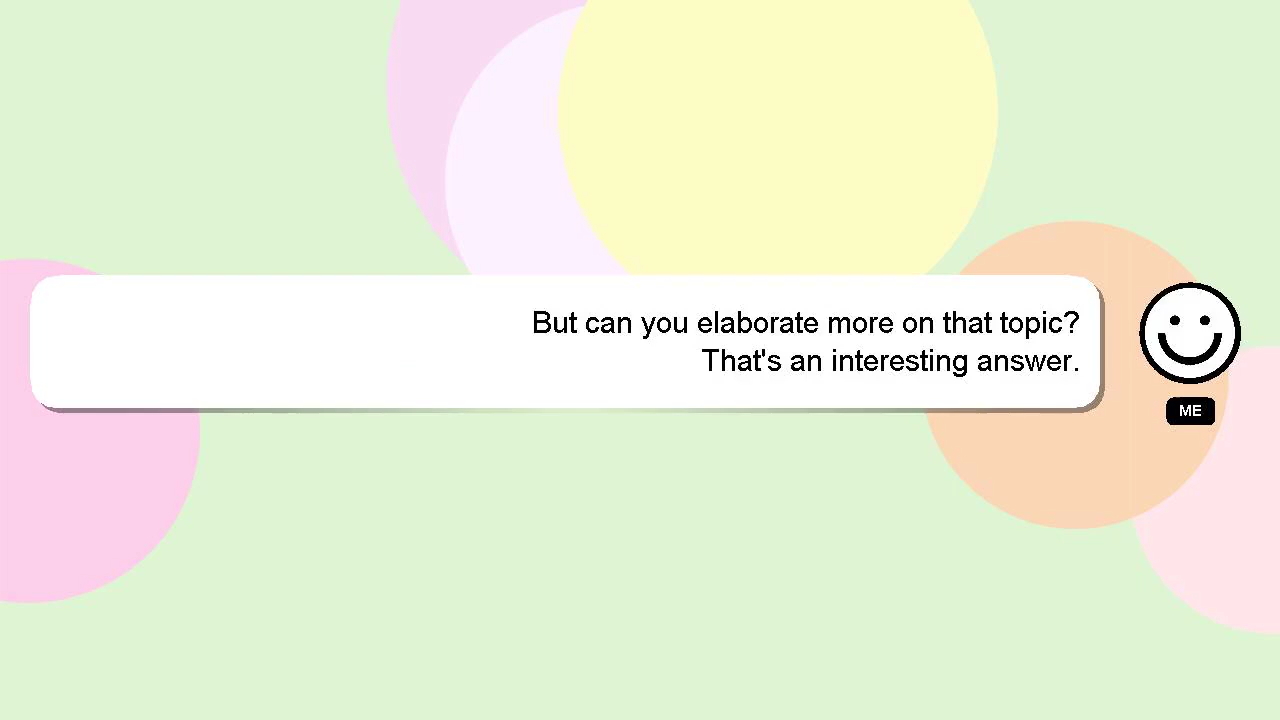 But can you elaborate more on that topic?
That's an interesting answer.
ME